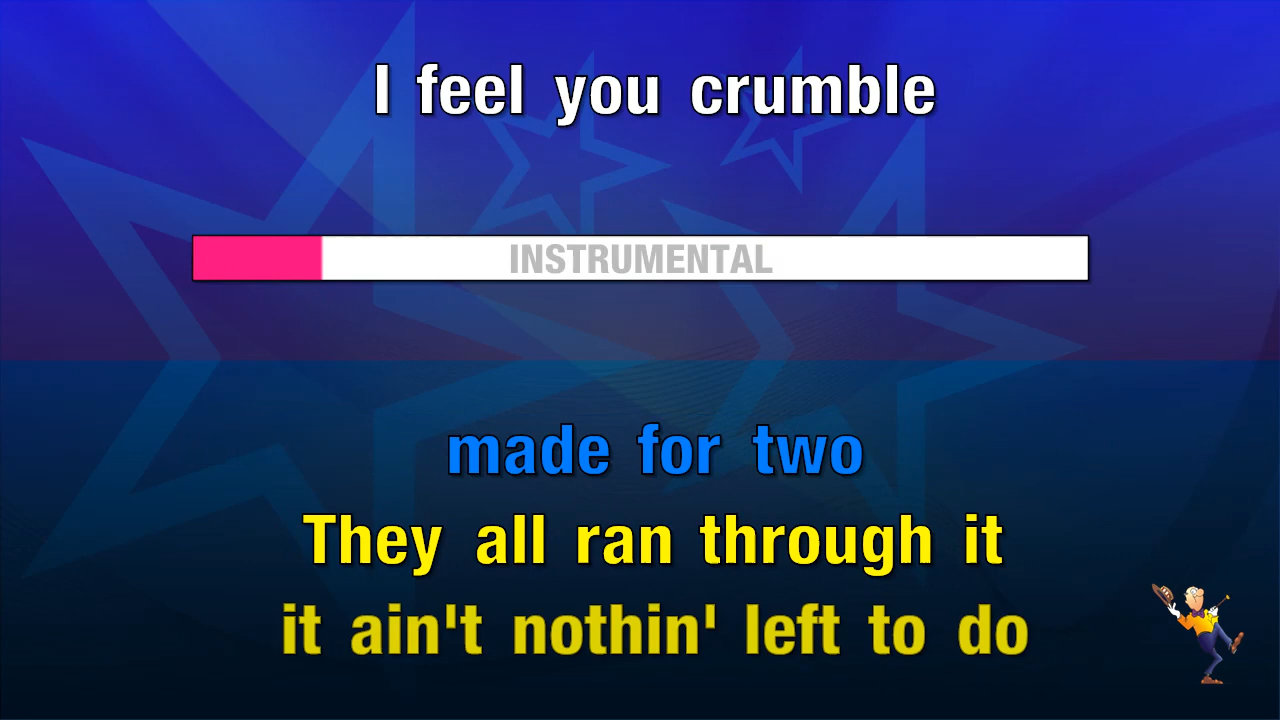 I feel you crumble
INSTRUMENTAL
made for two
They all ran through it
it ain't nothin' left to do